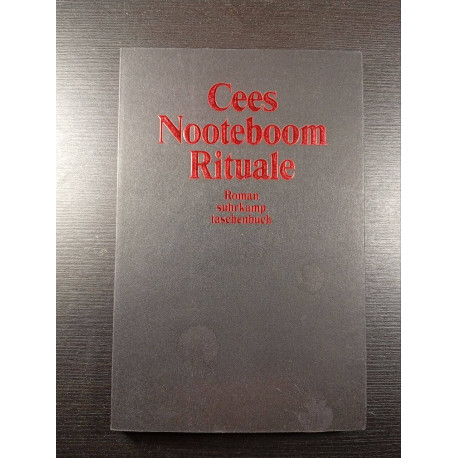 Cees
Nooteboom
Rituale
Roman
suhrkamp
taschenbuch